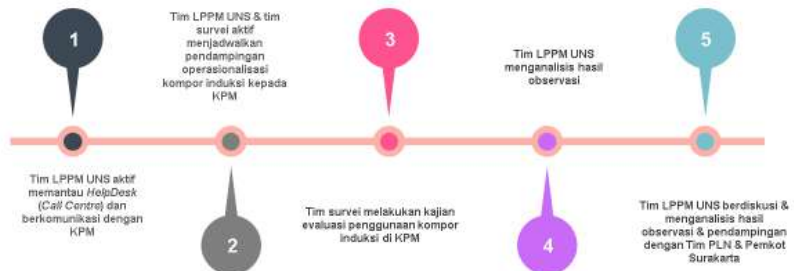 1
Tim LPPM UNS aktif
memantau HelpDesk
(Call Centre) dan
berkomunikasi dengan
KPM
Tim LPPM UNS & tim
survei aktif
menjadwalkan
pendampingan
operasionalisasi
kompor induksi kepada
KPM
2
3
Tim survei melakukan kajian
evaluasi penggunaan kompor
induksi di KPM
Tim LPPM UNS
menganalisis hasil
observasi
4
5
Tim LPPM UNS berdiskusi &
menganalisis hasil
observasi & pendampingan
dengan Tim PLN & Pemkot
Surakarta